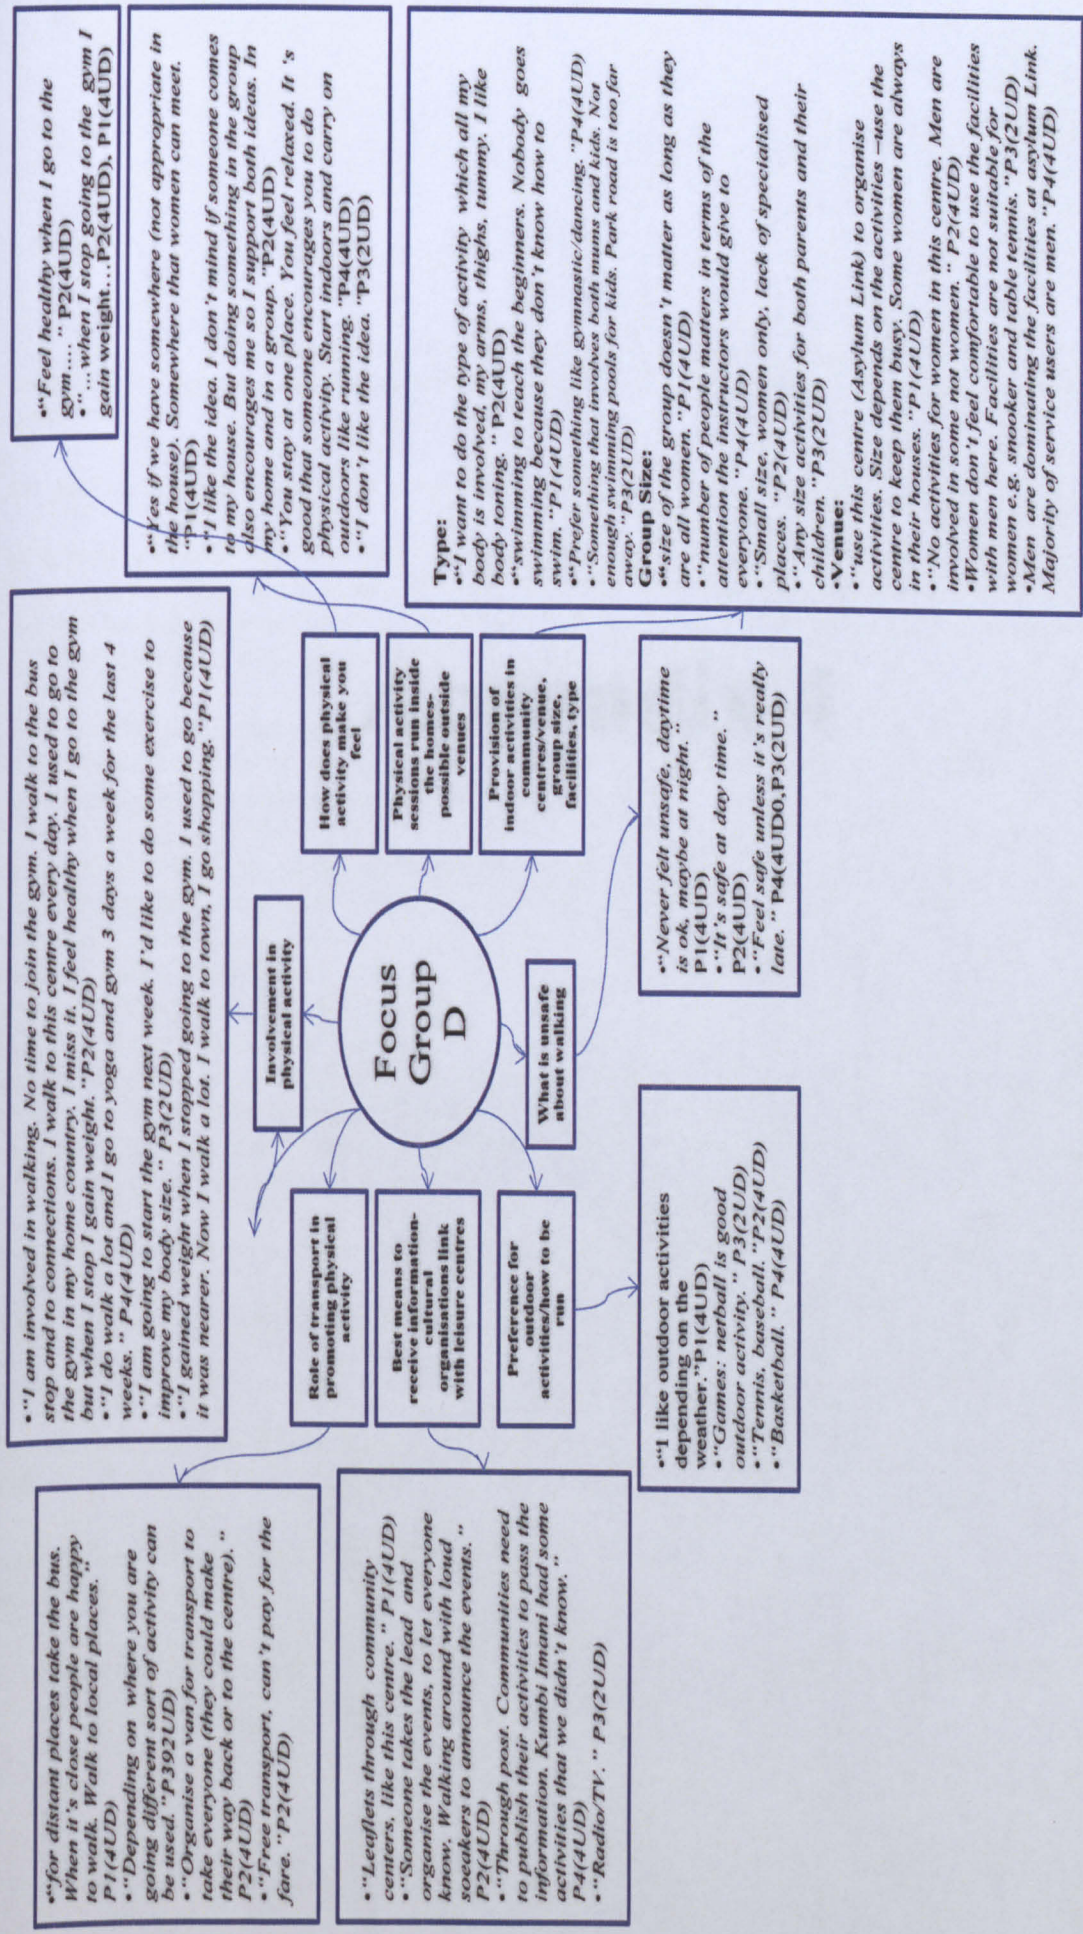 •"I am involved in walking. No time to join the gym. I walk to the bus
stop and to connections. I walk to this centre every day. I used to go to
the gym in my home country. I miss it. I feel healthy when I go to the gym
but when I stop I gain weight. "P2(4UD)
•"I do walk a lot and I go to yoga and gym 3 days a week for the last 4
weeks." P4(4UD)
•"I am going to start the gym next week. I'd like to do some exercise to
improve my body size." P3(2UD)
•"I gained weight when I stopped going to the gym. I used to go because
it was nearer. Now I walk a lot. I walk to town, I go shopping."P1(4UD)
•"Feel healthy when I go to the
gym...." P2(4UD)
•"...when I stop going to the gym I
gain weight...P2(4UD), P1(4UD)
•"for distant places take the bus.
When it's close people are happy
to walk. Walk to local places."
P1(4UD)
•"Depending on where you are
going different sort of activity can
be used."P392UD)
•"Organise a van for transport to
take everyone (they could make
their way back or to the centre)."
P2(4UD)
•"Free transport, can't pay for the
fare."P2(4UD)
Involvement in
physical activity
•"Yes if we have somewhere (not appropriate in
the house). Somewhere that women can meet.
"P1(4UD)
•"I like the idea. I don't mind if someone comes
to my house. But doing something in the group
also encourages me so I support both ideas. In
my home and in a group. "P2(4UD)
•"You stay at one place. You feel relaxed. It's
good that someone encourages you to do
physical activity. Start indoors and carry on
outdoors like running."P4(4UD)
•"I don't like the idea."P3(2UD)
Role of transport in
promoting physical
activity
How does physical
activity make you
feel
Focus
Group
D
Best means to
receive information-
cultural
organisations link
with leisure centres
Physical activity
sessions run inside
the homes-
possible outside
venues
•"Leaflets through community
centers, like this centre." P1(4UD)
•"Someone takes the lead and
organise the events, to let everyone
know. Walking around with loud
soeakers to announce the events."
P2(4UD)
•"Through post. Communities need
to publish their activities to pass the
information. Kumbi Imani had some
activities that we didn't know."
P4(4UD)
•"Radio/TV." P3(2UD)
Preference for
outdoor
activities/how to be
run
What is unsafe
about walking
Provision of
indoor activities in
community
centres/venue,
group size,
facilities, type
Type:
•"I want to do the type of activity which all my
body is involved, my arms, thighs, tummy. I like
body toning." P2(4UD)
•"swimming to teach the beginners. Nobody goes
swimming because they don't know how to
swim."P1(4UD)
•"Prefer something like gymnastic/dancing."P4(4UD)
•"Something that involves both mums and kids. Not
enough swimming pools for kids. Park road is too far
away."P3(2UD)
Group Size:
•"size of the group doesn't matter as long as they
are all women."P1(4UD)
•"number of people matters in terms of the
attention the instructors would give to
everyone."P4(4UD)
•"Small size, women only, lack of specialised
places."P2(4UD)
•"Any size activities for both parents and their
children."P3(2UD)
•Venue:
•"use this centre (Asylum Link) to organise
activities. Size depends on the activities –use the
centre to keep them busy. Some women are always
in their houses."P1(4UD)
•"No activities for women in this centre. Men are
involved in some not women." P2(4UD)
•Women don't feel comfortable to use the facilities
with men here. Facilities are not suitable for
women e.g. snooker and table tennis."P3(2UD)
•Men are dominating the facilities at asylum Link.
Majority of service users are men."P4(4UD)
•"I like outdoor activities
depending on the
weather."P1(4UD)
•"Games: netball is good
outdoor activity." P3(2UD)
•"Tennis, baseball."P2(4UD)
•"Basketball." P4(4UD)
•"Never felt unsafe, daytime
is ok, maybe at night."
P1(4UD)
•"It's safe at day time."
P2(4UD)
•"Feel safe unless it's really
late." P4(4UD0,P3(2UD)